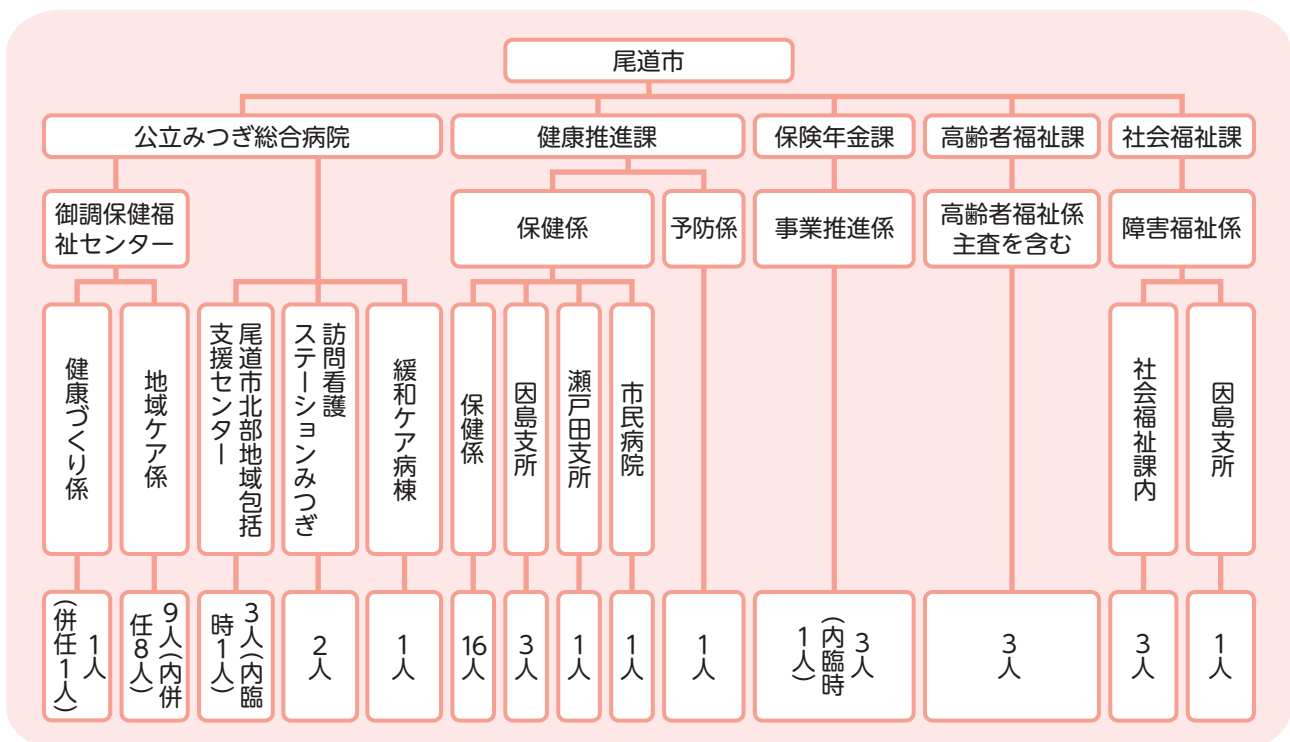 尾道市
公立みつぎ総合病院
健康推進課
保険年金課
高齢者福祉課
社会福祉課
御調保健福
祉センター
保健係
予防係
事業推進係
高齢者福祉係
主査を含む
障害福祉係
健康づくり係
地域ケア係
尾道市北部地域包括
支援センター
訪問看護
ステーションみつぎ
緩和ケア病棟
保健係
因島支所
瀬戸田支所
市民病院
社会福祉課内
因島支所
1人
(併任1人)
9人(内併
任8人)
3人(内臨
時1人)
2人
1人
16人
3人
1人
1人
1人
3人
(内臨時
1人)
3人
3人
1人